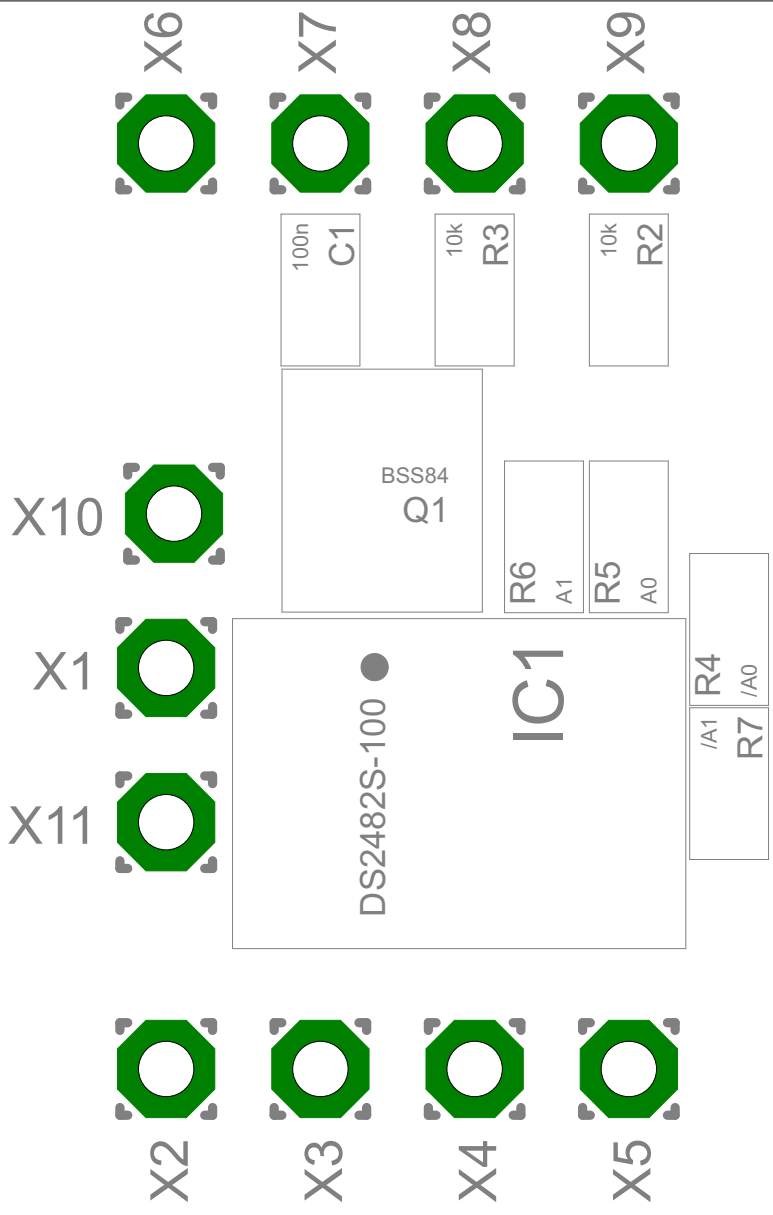 X6
X7
X8
X9
100n
C1
10k
R3
10k
R2
BSS84
Q1
X10
R6
A1
R5
A0
X1
DS2482S-100
IC1
R4
/A0
/A1
R7
X11
X2
X3
X4
X5